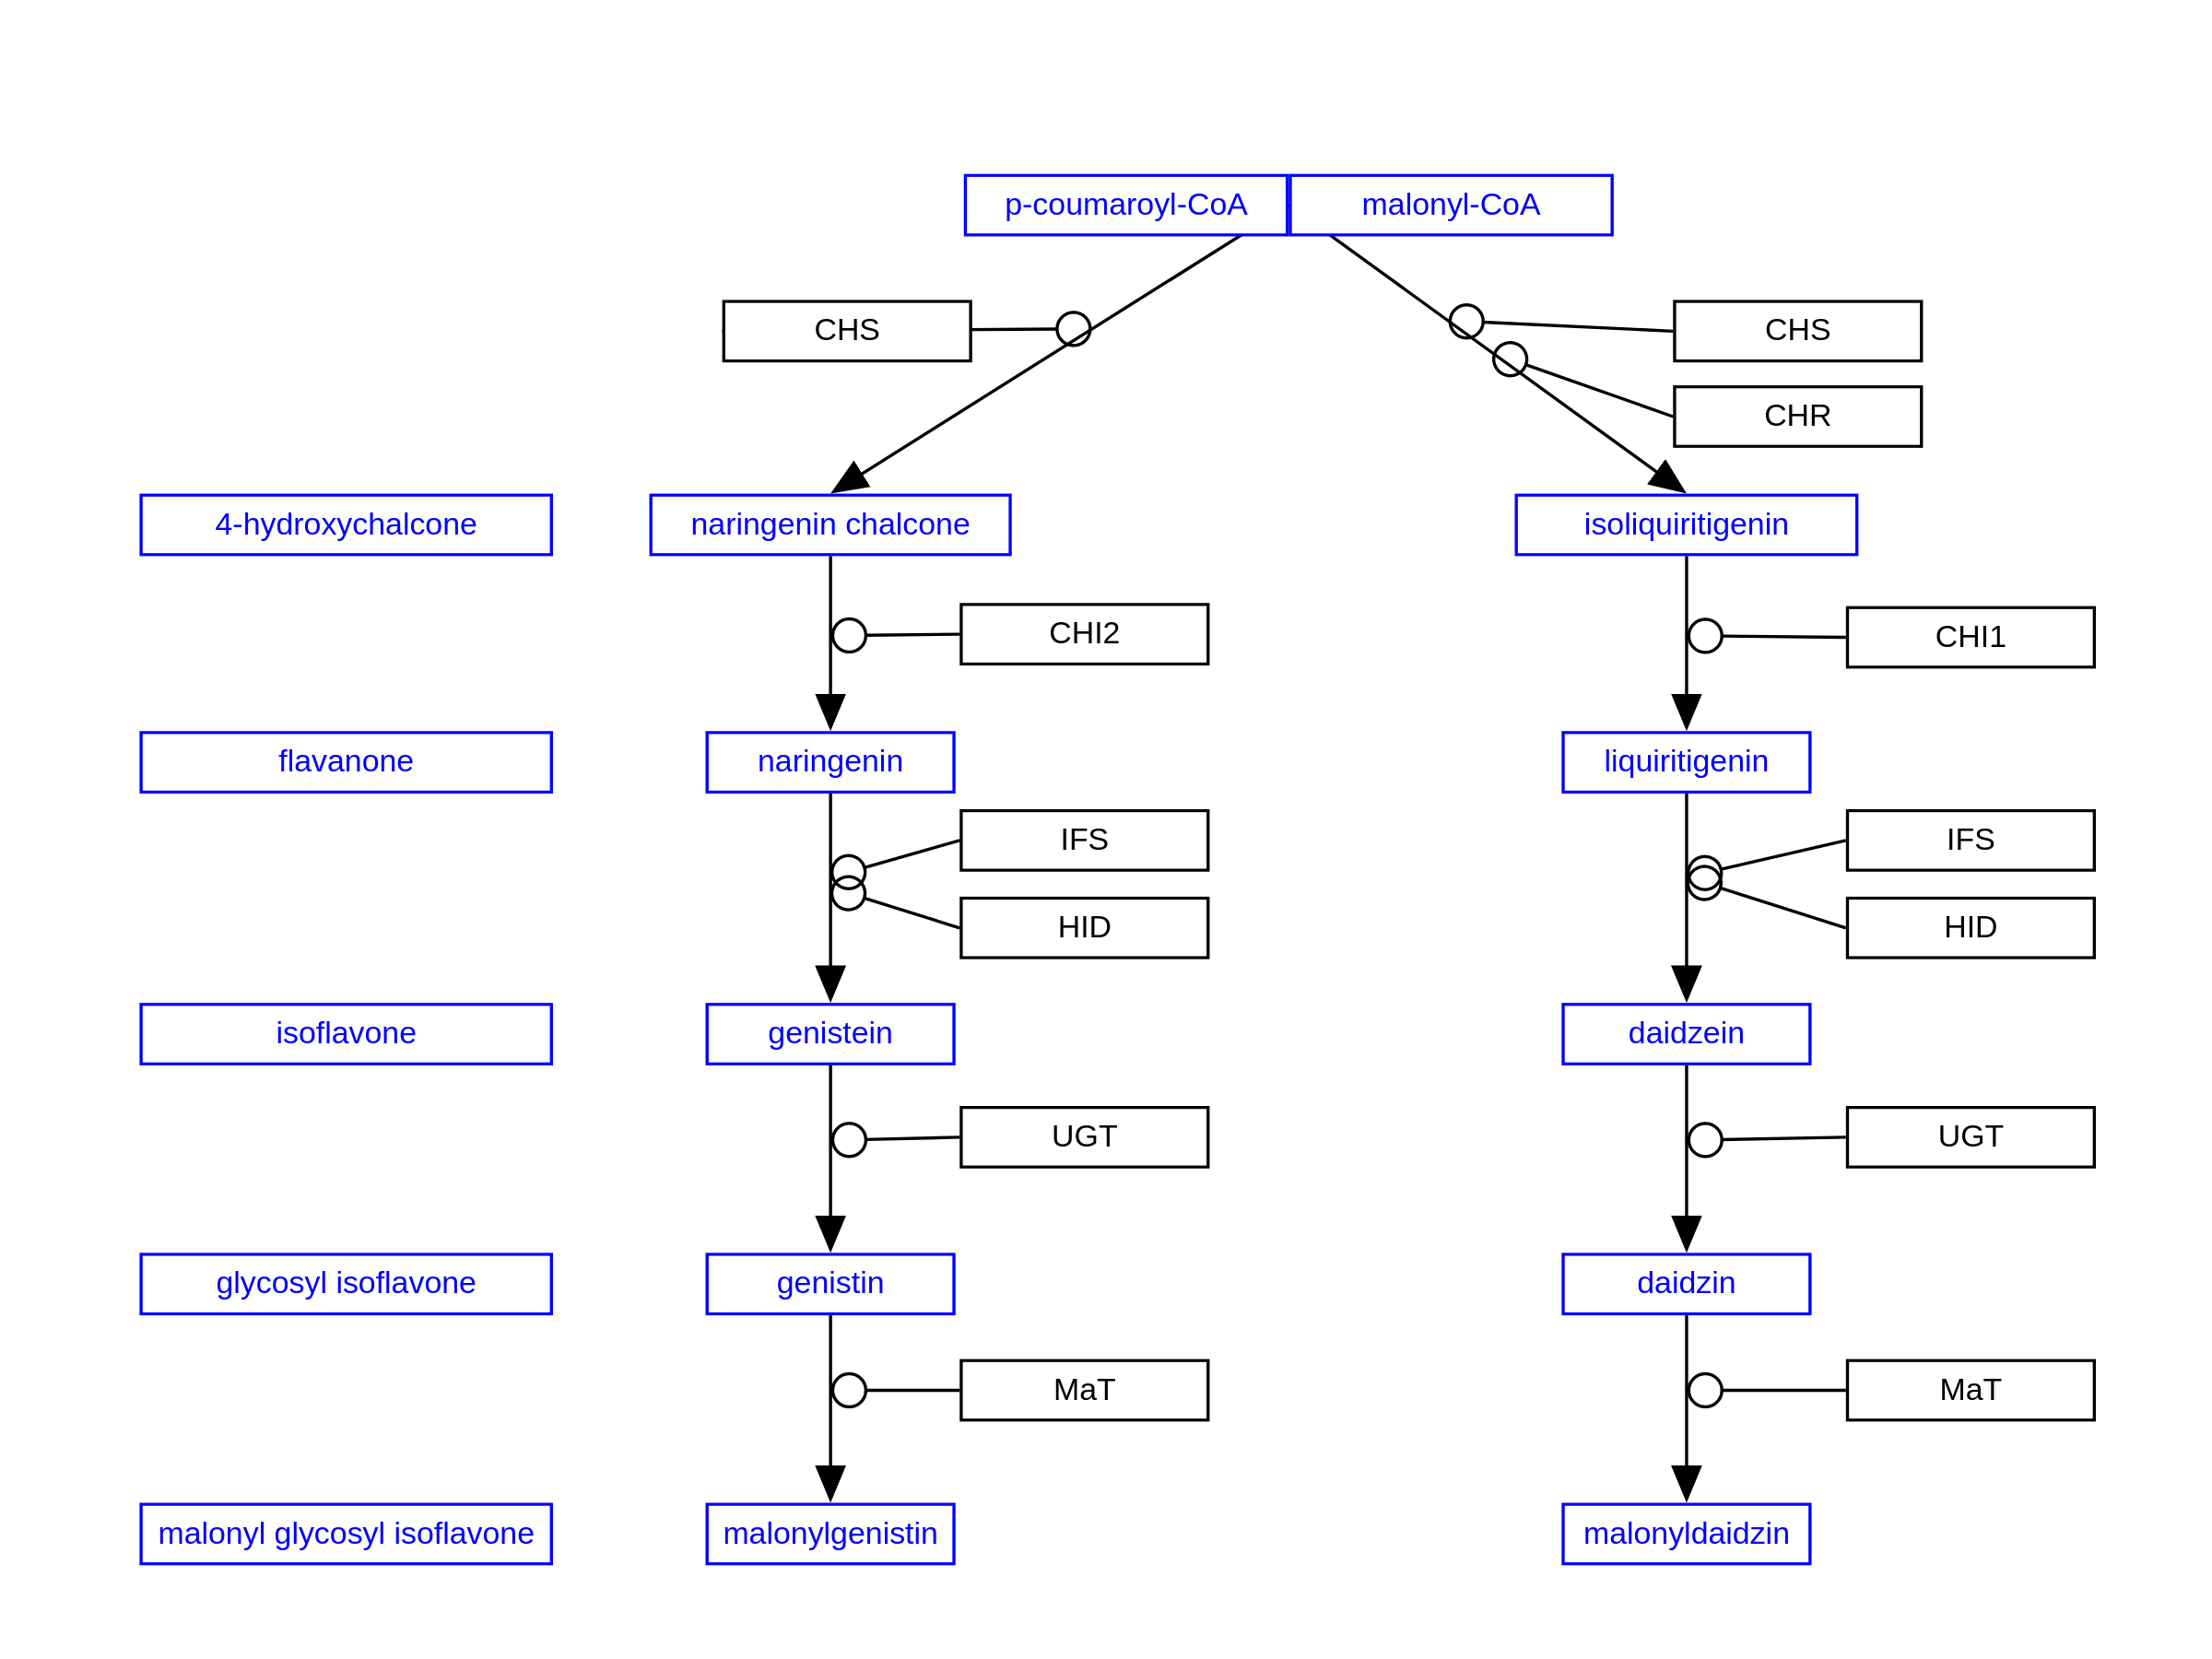 p-coumaroyl-CoA
malonyl-CoA
CHS
CHS
CHR
4-hydroxychalcone
naringenin chalcone
isoliquiritigenin
CHI2
CHI1
flavanone
naringenin
liquiritigenin
IFS
IFS
HID
HID
isoflavone
genistein
daidzein
UGT
UGT
glycosyl isoflavone
genistin
daidzin
MaT
MaT
malonyl glycosyl isoflavone
malonylgenistin
malonyldaidzin